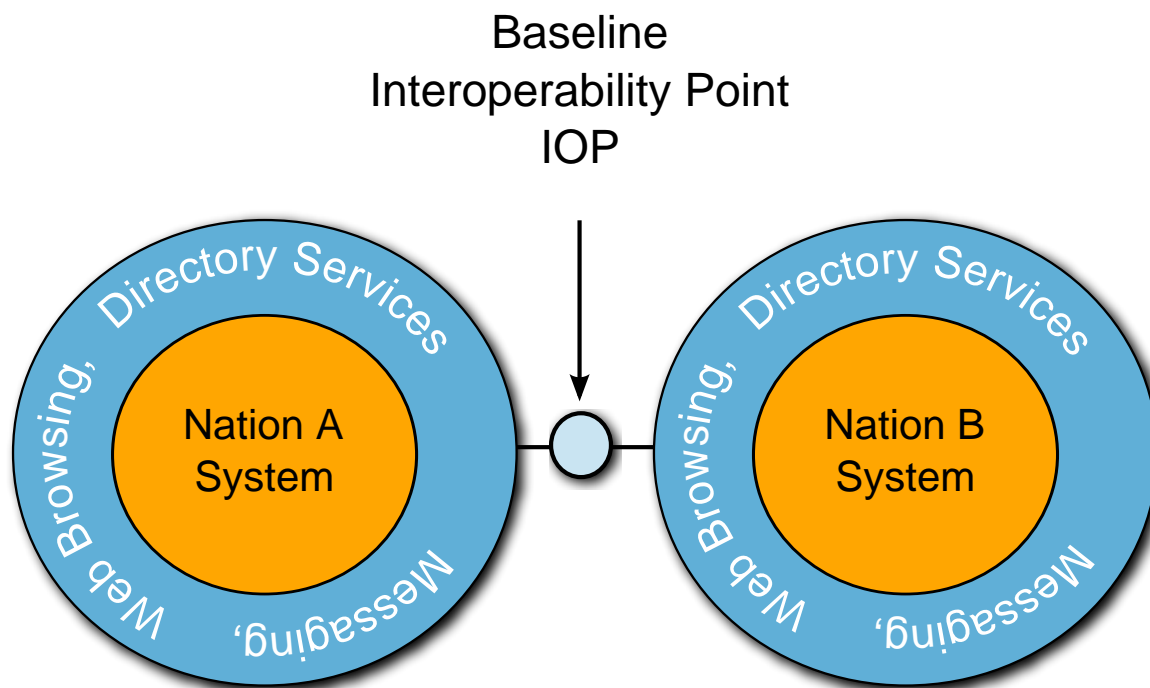 Baseline
Interoperability Point
IOP
Directory Services
Web Browsing,
Messaging,
Nation A
System
Directory Services
Web Browsing,
Messaging,
Nation B
System